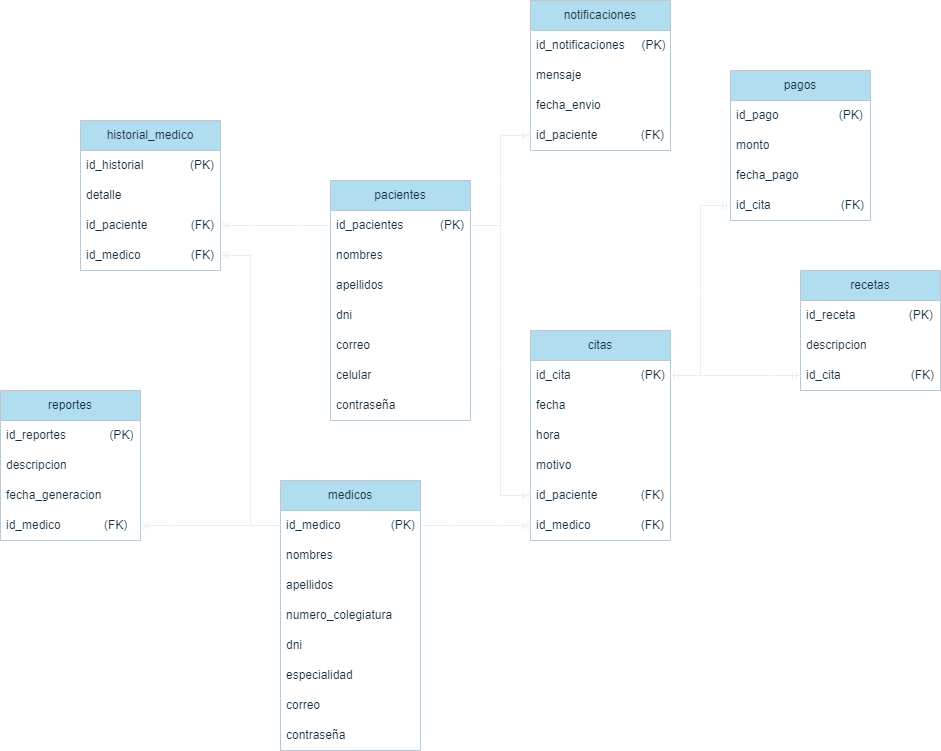 notificaciones
id_notificaciones (PK)
mensaje
fecha_envio
id_paciente (FK)
pagos
id_pago (PK)
monto
fecha_pago
id_cita (FK)
historial_medico
id_historial (PK)
detalle
id_paciente (FK)
id_medico (FK)
pacientes
id_pacientes (PK)
nombres
apellidos
dni
correo
celular
contraseña
recetas
id_receta (PK)
descripcion
id_cita (FK)
citas
id_cita (PK)
fecha
hora
motivo
id_paciente (FK)
id_medico (FK)
reportes
id_reportes (PK)
descripcion
fecha_generacion
id_medico (FK)
medicos
id_medico (PK)
nombres
apellidos
numero_colegiatura
dni
especialidad
correo
contraseña